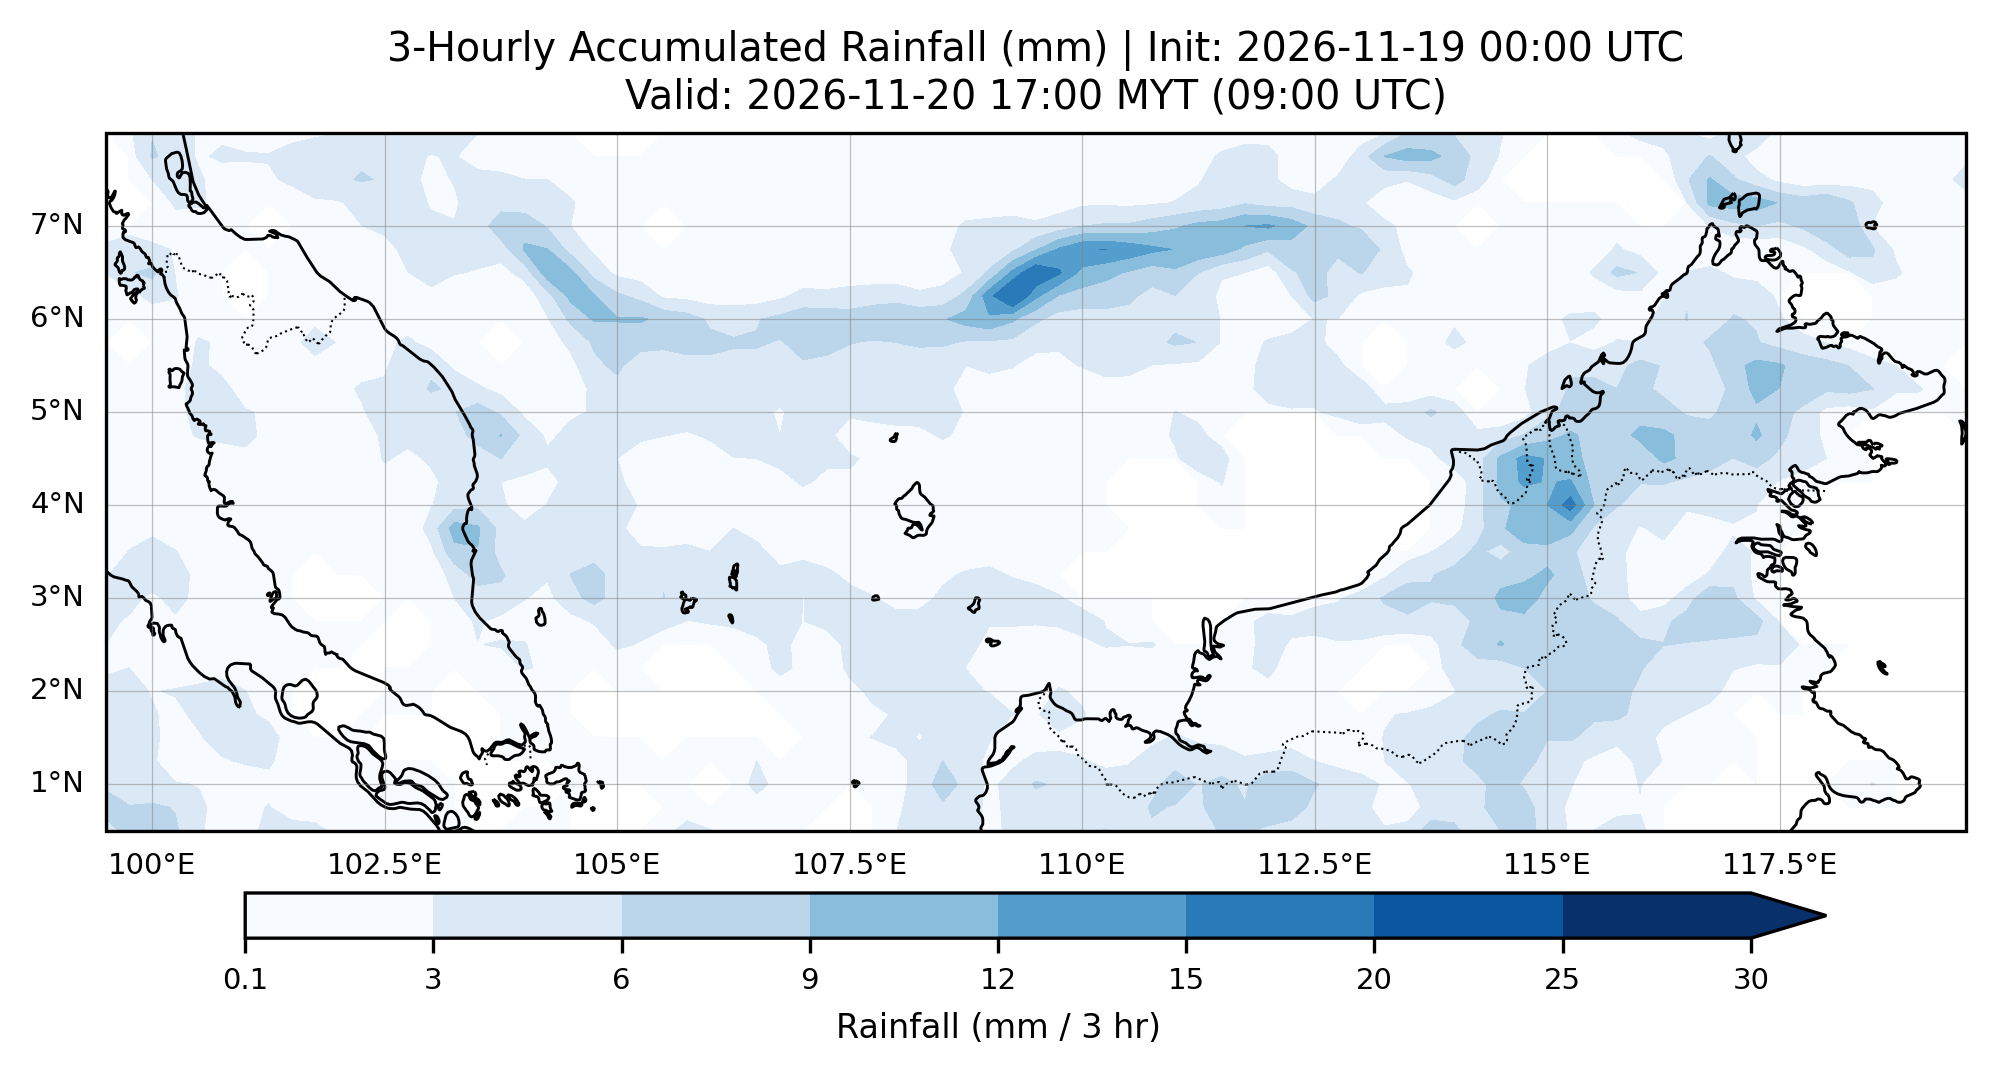 3-Hourly Accumulated Rainfall (mm) | Init: 2026-11-19 00:00 UTC
Valid: 2026-11-20 17:00 MYT (09:00 UTC)
7°N
6°N
5°N
4°N
3°N
2°N
1°N
100°E 102.5°E 105°E 107.5°E 110°E 112.5°E 115°E 117.5°E
0.1 3 6 9 12 15 20 25 30
Rainfall (mm / 3 hr)